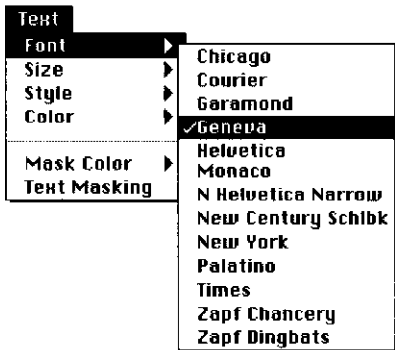 Text
Font
Size
Style
Color
Mask Color
Text Masking
Chicago
Courier
Garamond
✓Geneva
Helvetica
Monaco
N Helvetica Narrow
New Century Schlbk
New York
Palatino
Times
Zapf Chancery
Zapf Dingbats